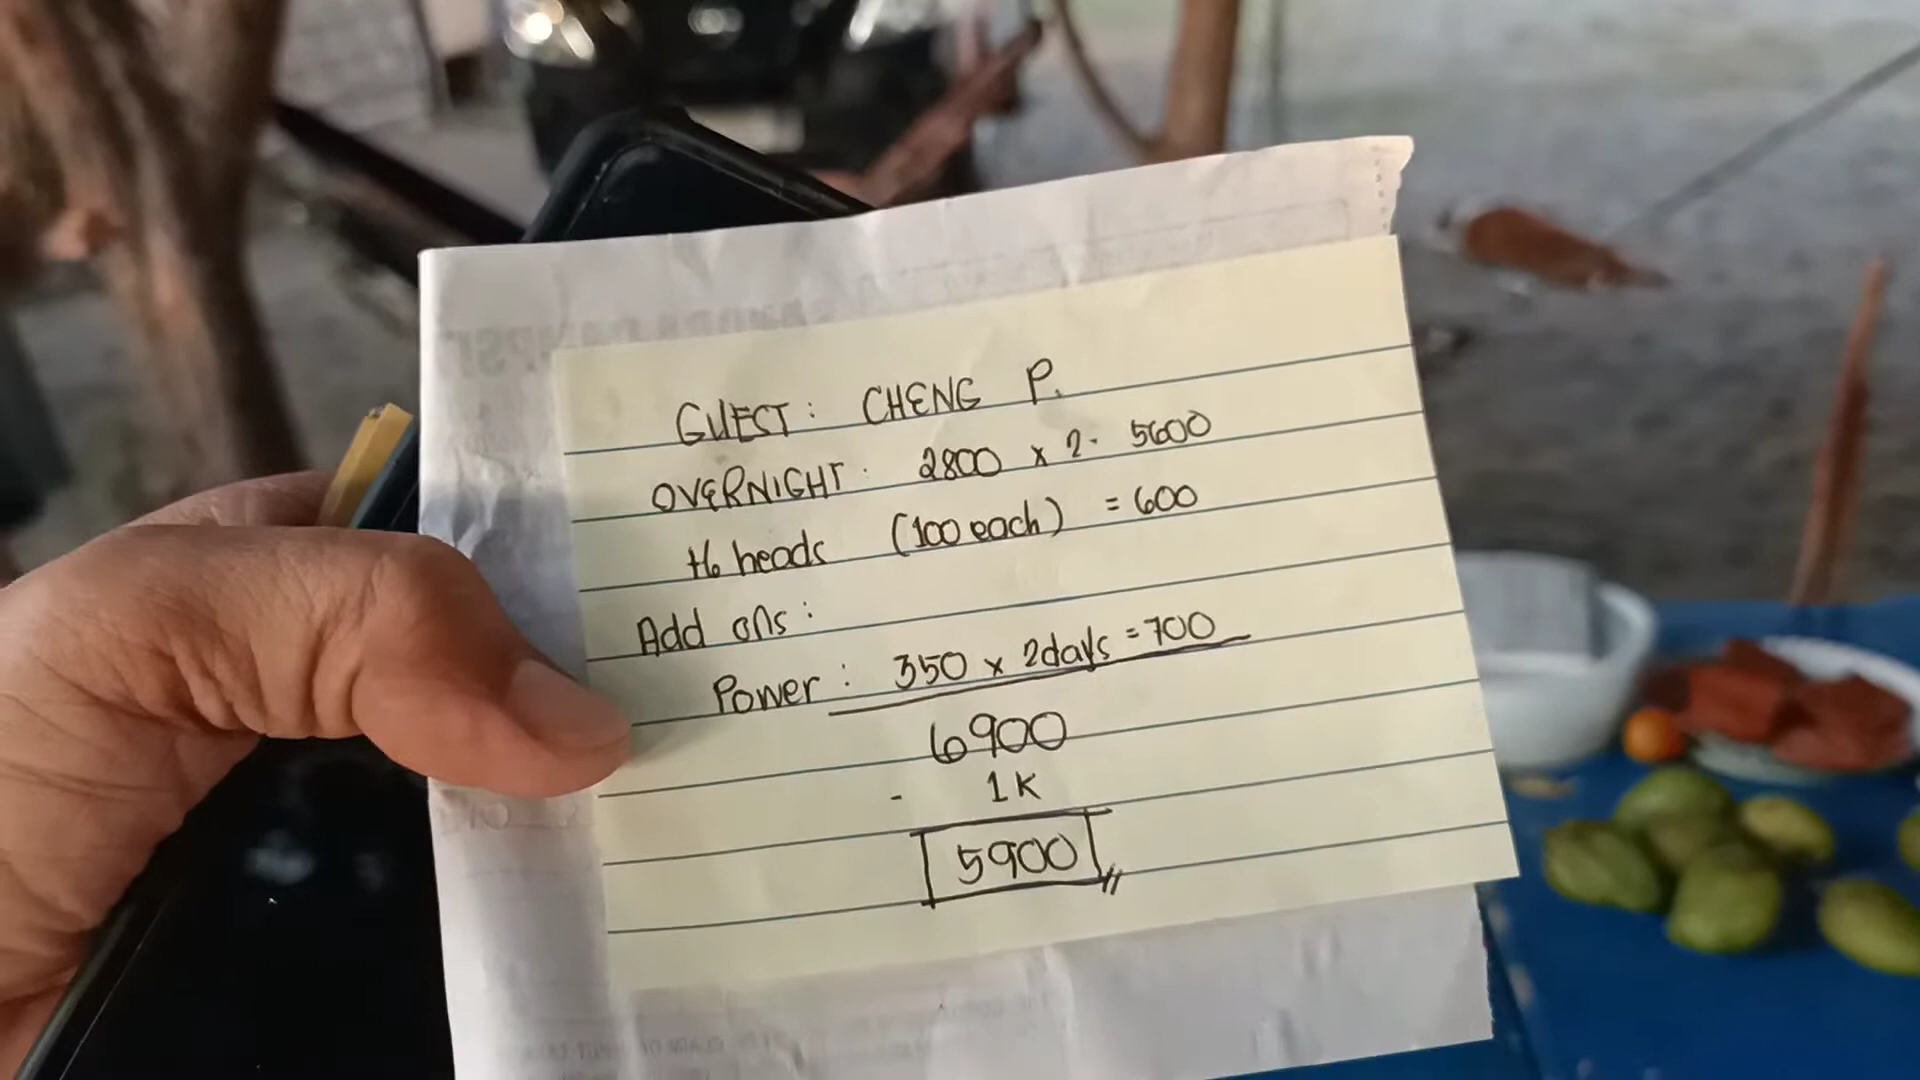 GUEST: CHENG P.
OVERNIGHT: 2800 x 2. 5600
+6 heads (100 each) = 600
Add ons:
Power: 350 x 2days = 700
6900
- 1K
5900